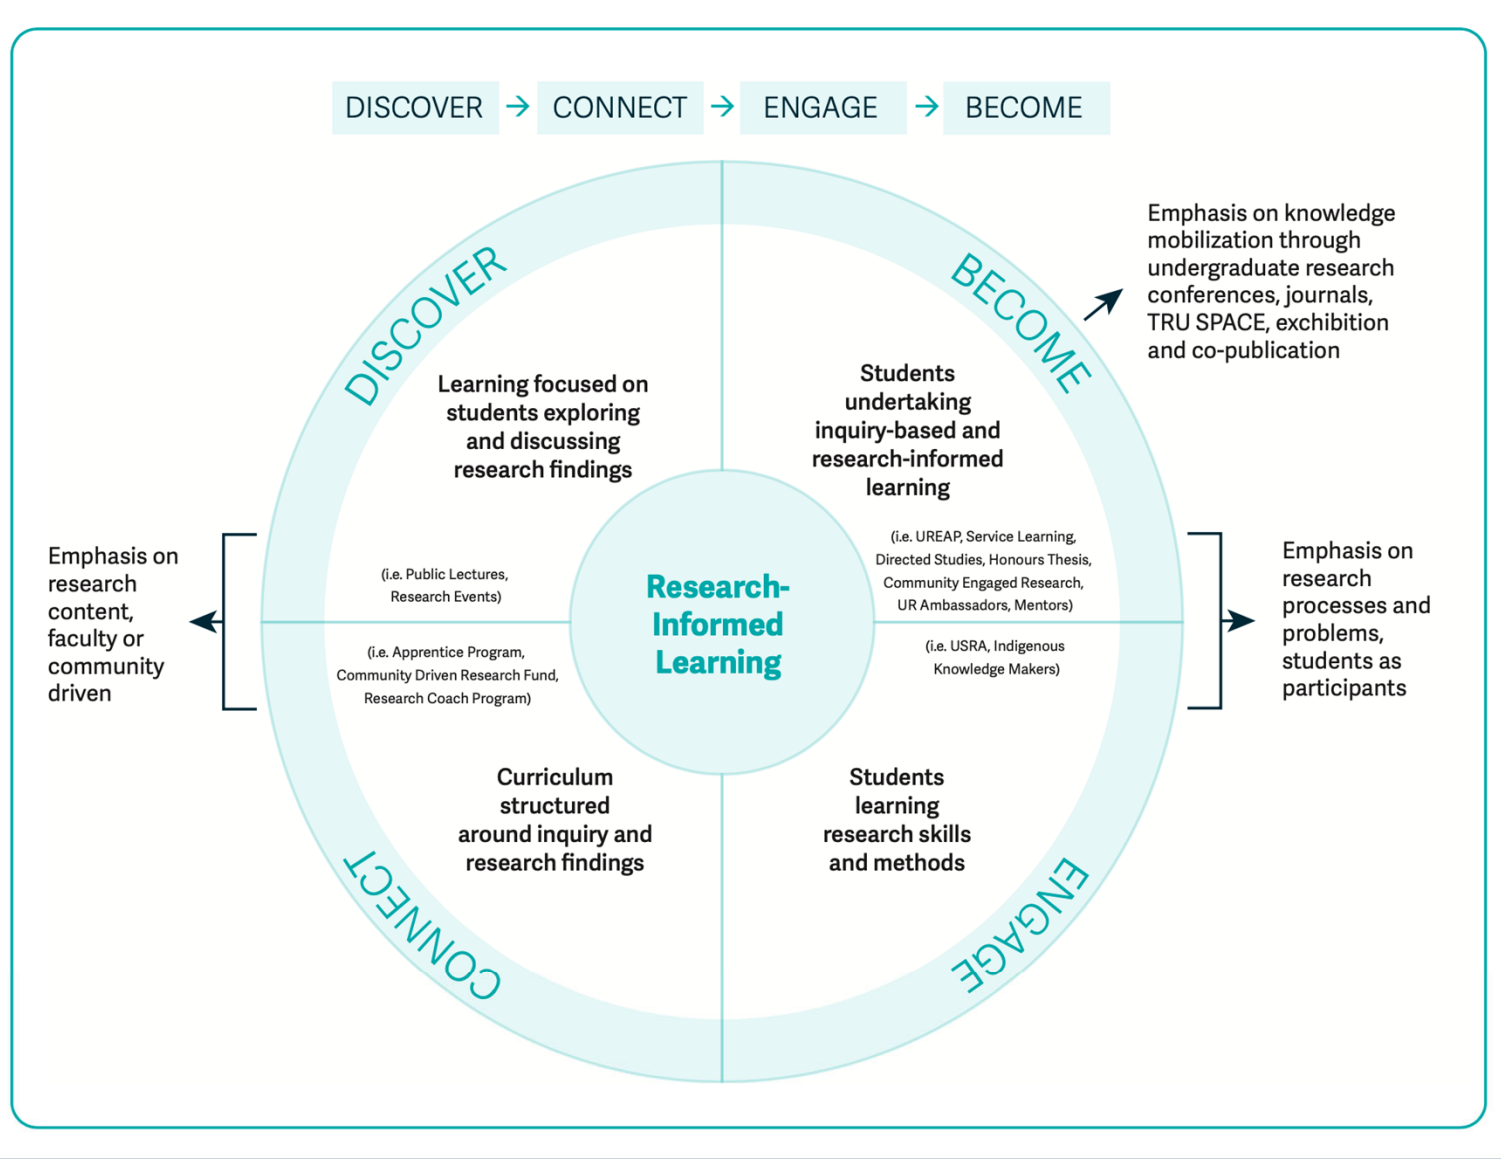 DISCOVER → CONNECT → ENGAGE → BECOME
DISCOVER
Learning focused on
students exploring
and discussing
research findings
(i.e. Public Lectures,
Research Events)
BECOME
Students
undertaking
inquiry-based and
research-informed
learning
(i.e. UREAP, Service Learning,
Directed Studies, Honours Thesis,
Community Engaged Research,
UR Ambassadors, Mentors)
Emphasis on knowledge
mobilization through
undergraduate research
conferences, journals,
TRU SPACE, exchibition
and co-publication
Emphasis on
research
content,
faculty or
community
driven
Research-
Informed
Learning
Emphasis on
research
processes and
problems,
students as
participants
(i.e. Apprentice Program,
Community Driven Research Fund,
Research Coach Program)
Curriculum
structured
around inquiry and
research findings
CONNECT
(i.e. USRA, Indigenous
Knowledge Makers)
Students
learning
research skills
and methods
ENGAGE